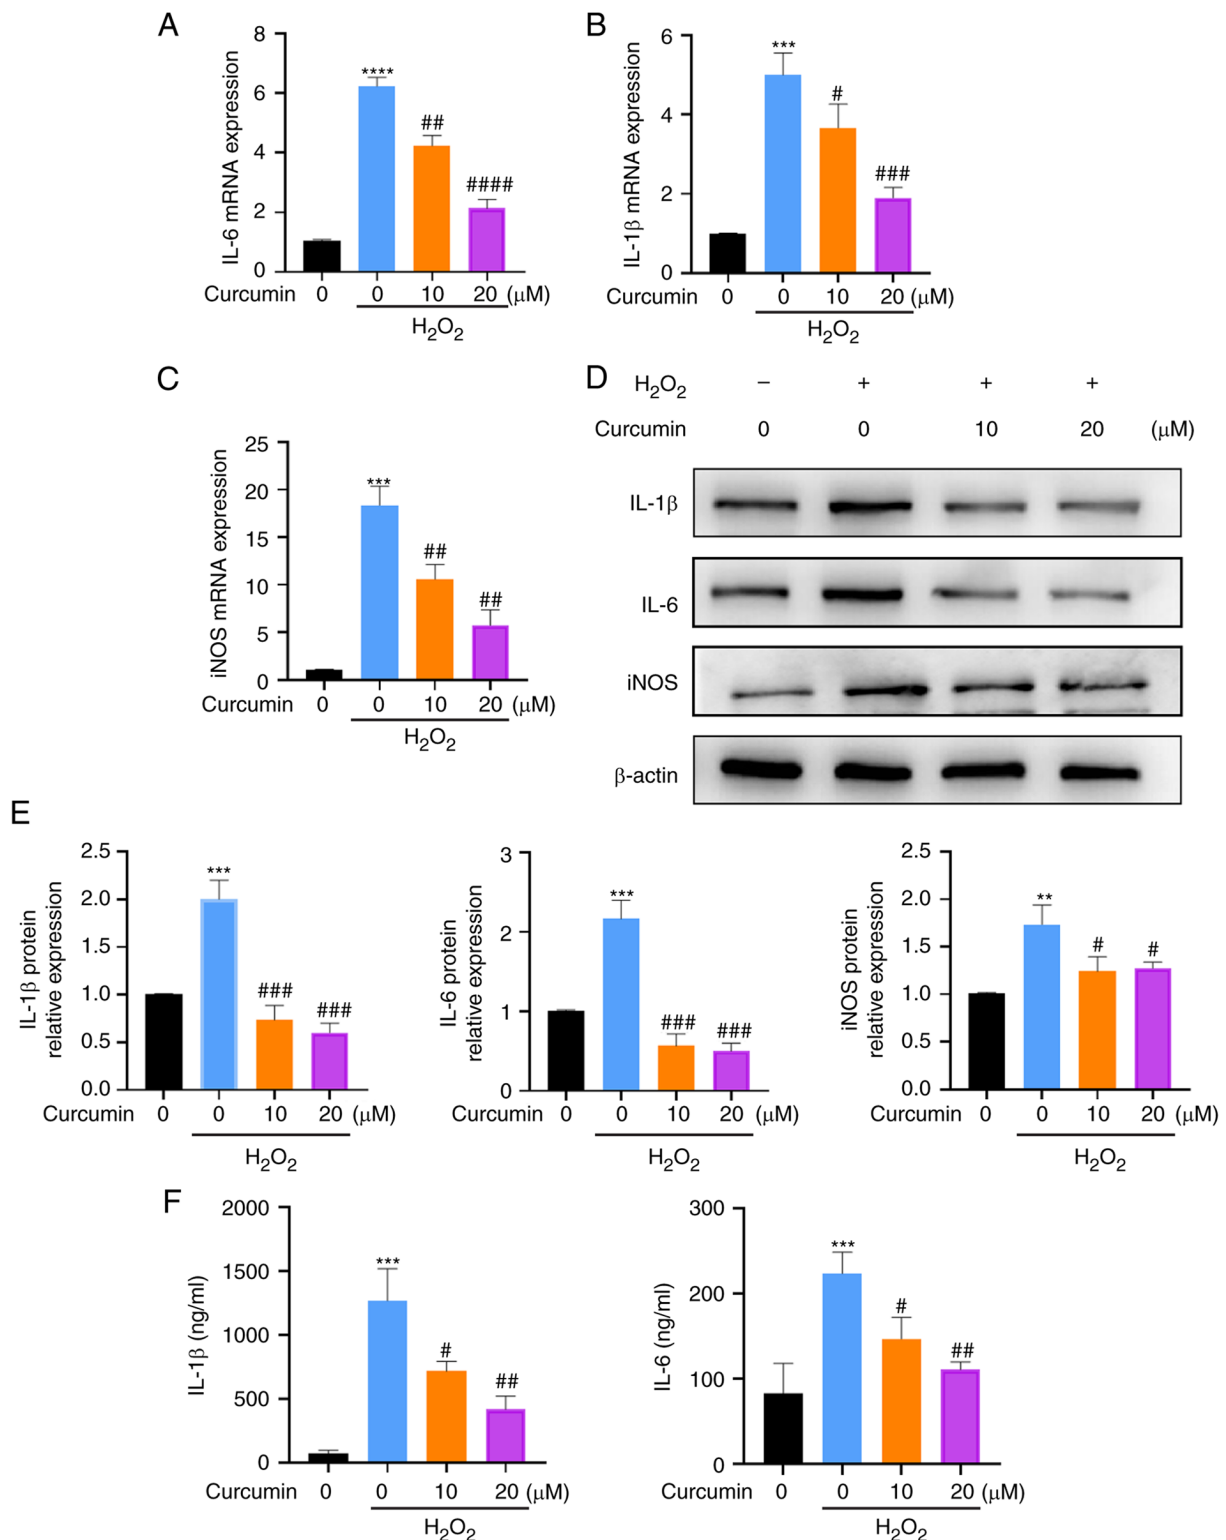 A
IL-6 mRNA expression
8
6
4
2
0
****
##
####
Curcumin 0 0 10 20 (μM)
H₂O₂
B
IL-1β mRNA expression
6
4
2
0
***
#
###
Curcumin 0 0 10 20 (μM)
H₂O₂
C
iNOS mRNA expression
25
20
15
10
5
0
***
##
##
Curcumin 0 0 10 20 (μM)
H₂O₂
D
H₂O₂ − + + +
Curcumin 0 0 10 20 (μM)
IL-1β
IL-6
iNOS
β-actin
E
IL-1β protein
relative expression
2.5
2.0
1.5
1.0
0.5
0.0
***
###
###
Curcumin 0 0 10 20 (μM)
H₂O₂
IL-6 protein
relative expression
3
2
1
0
***
###
###
Curcumin 0 0 10 20 (μM)
H₂O₂
iNOS protein
relative expression
2.5
2.0
1.5
1.0
0.5
0.0
**
#
#
Curcumin 0 0 10 20 (μM)
H₂O₂
F
IL-1β (ng/ml)
2000
1500
1000
500
0
***
#
##
Curcumin 0 0 10 20 (μM)
H₂O₂
IL-6 (ng/ml)
300
200
100
0
***
#
##
Curcumin 0 0 10 20 (μM)
H₂O₂